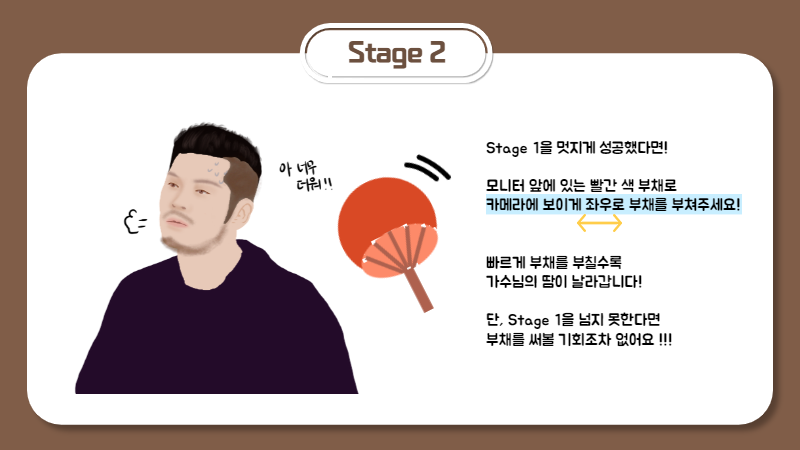 Stage 2
아 너무
더워!!
Stage 1을 멋지게 성공했다면!
모니터 앞에 있는 빨간 색 부채로
카메라에 보이게 좌우로 부채를 부쳐주세요!
빠르게 부채를 부칠수록
가수님의 땀이 날라갑니다!
단, Stage 1을 넘지 못한다면
부채를 써볼 기회조차 없어요 !!!